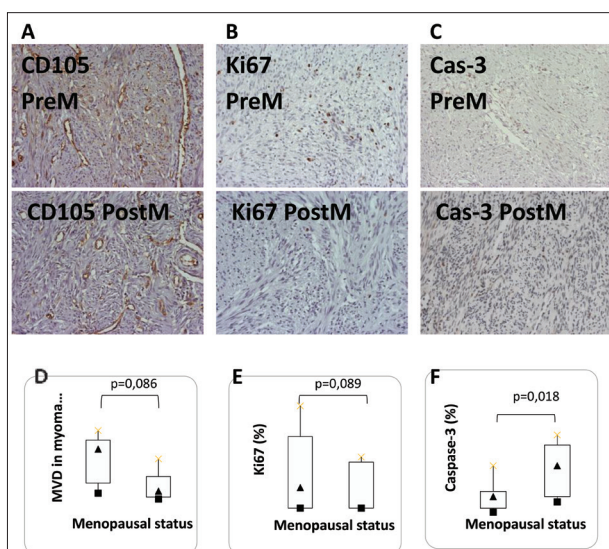 A
B
C
CD105
PreM
Ki67
PreM
Cas-3
PreM
CD105 PostM
Ki67 PostM
Cas-3 PostM
D
p=0,086
MVD in myoma...
Menopausal status
E
p=0,089
Ki67 (%)
Menopausal status
F
p=0,018
Caspase-3 (%)
Menopausal status